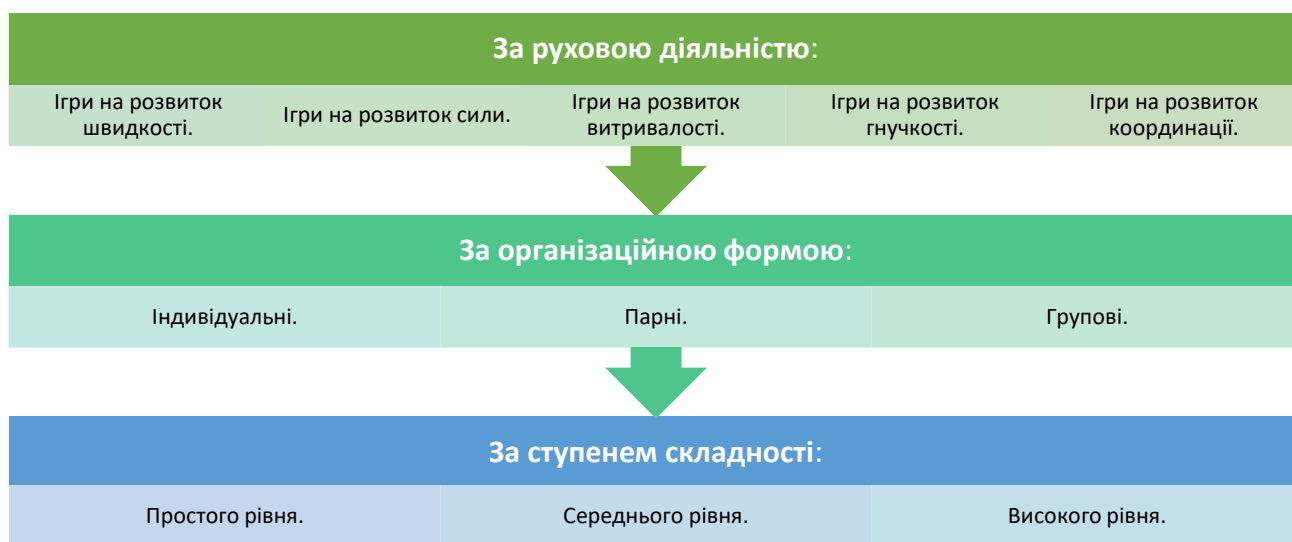 За руховою діяльністю:
Ігри на розвиток
швидкості.
Ігри на розвиток сили.
Ігри на розвиток
витривалості.
Ігри на розвиток
гнучкості.
Ігри на розвиток
координації.
За організаційною формою:
Індивідуальні.
Парні.
Групові.
За ступенем складності:
Простого рівня.
Середнього рівня.
Високого рівня.